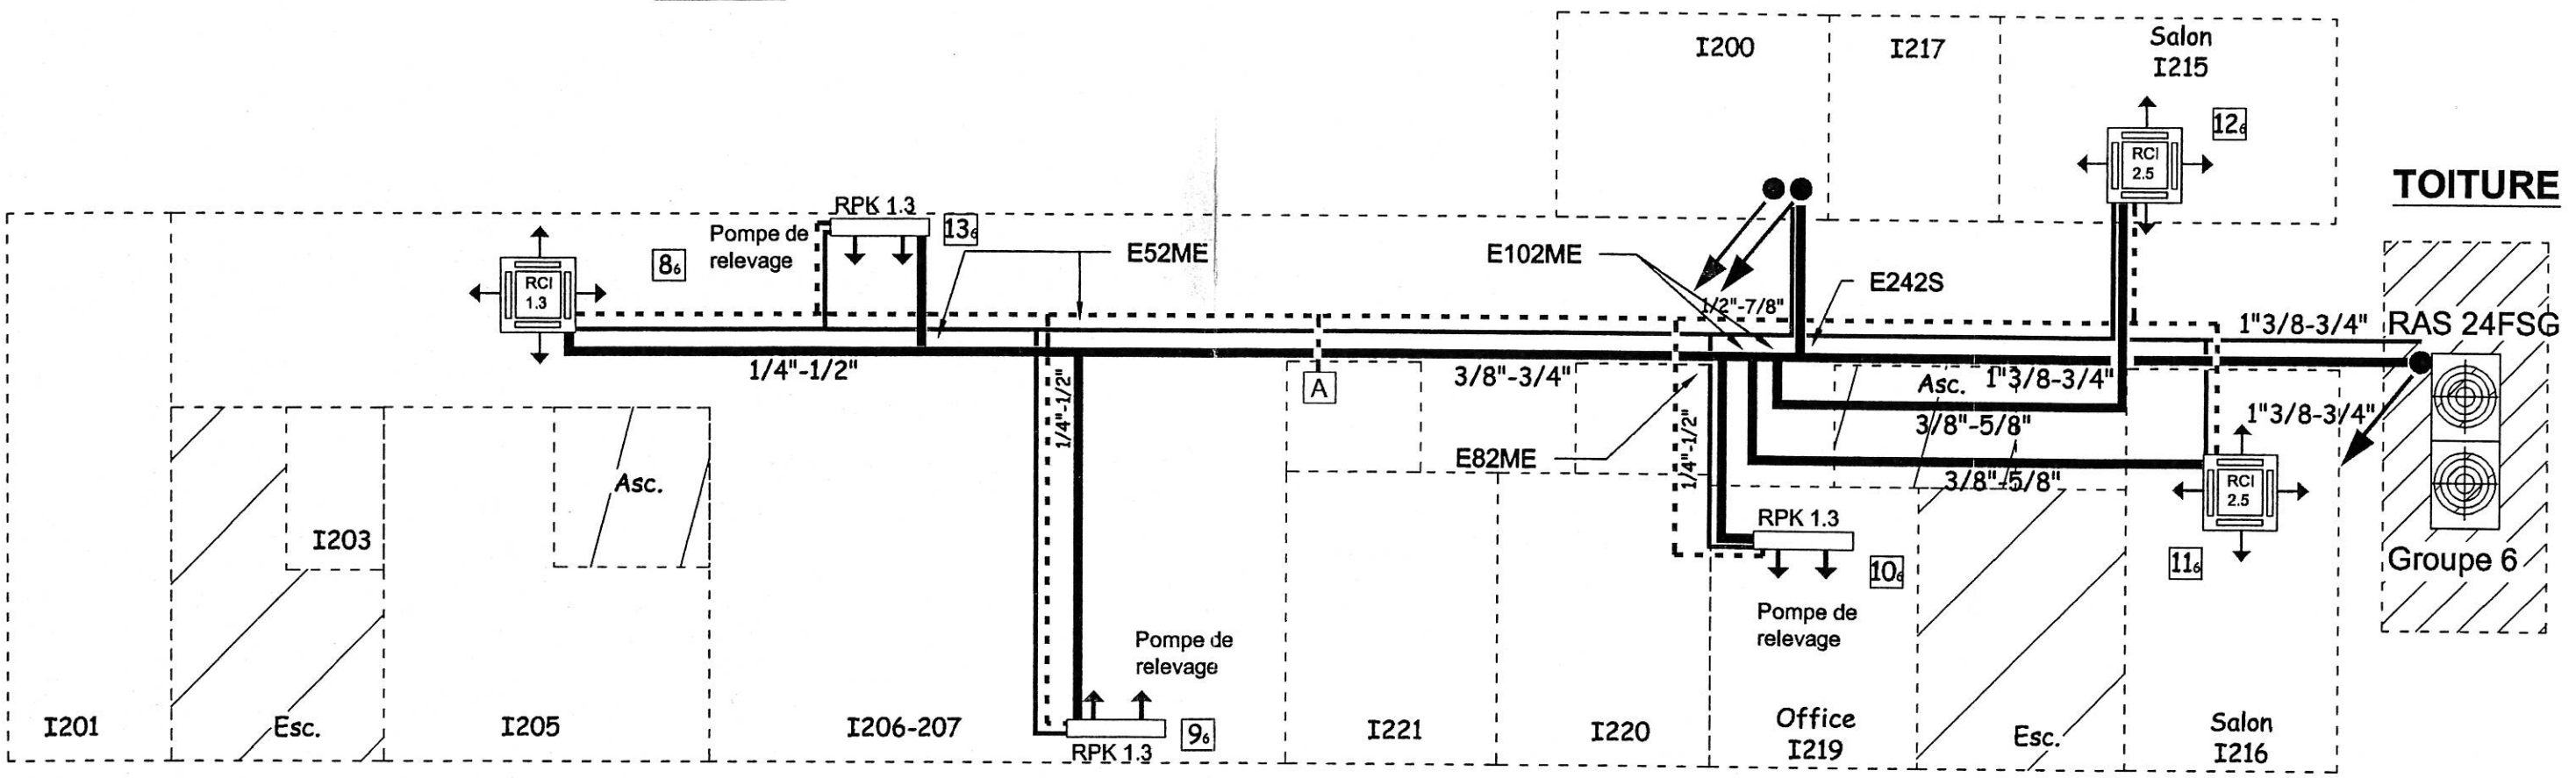 I200
I217
Salon
I215
12₆
RCI
2.5
TOITURE
RPK 1.3
13₆
Pompe de
relevage
8₆
E52ME
E102ME
E242S
RCI
1.3
1/2"-7/8"
1"3/8-3/4"
RAS 24FSG
1/4"-1/2"
1/4"-1/2"
A
3/8"-3/4"
Asc.
1"3/8-3/4"
3/8"-5/8"
1"3/8-3/4"
E82ME
1/4"-1/2"
3/8"-5/8"
Asc.
RCI
2.5
I203
RPK 1.3
10₆
11₆
Groupe 6
Pompe de
relevage
Pompe de
relevage
I201
Esc.
I205
I206-207
RPK 1.3
9₆
I221
I220
Office
I219
Esc.
Salon
I216